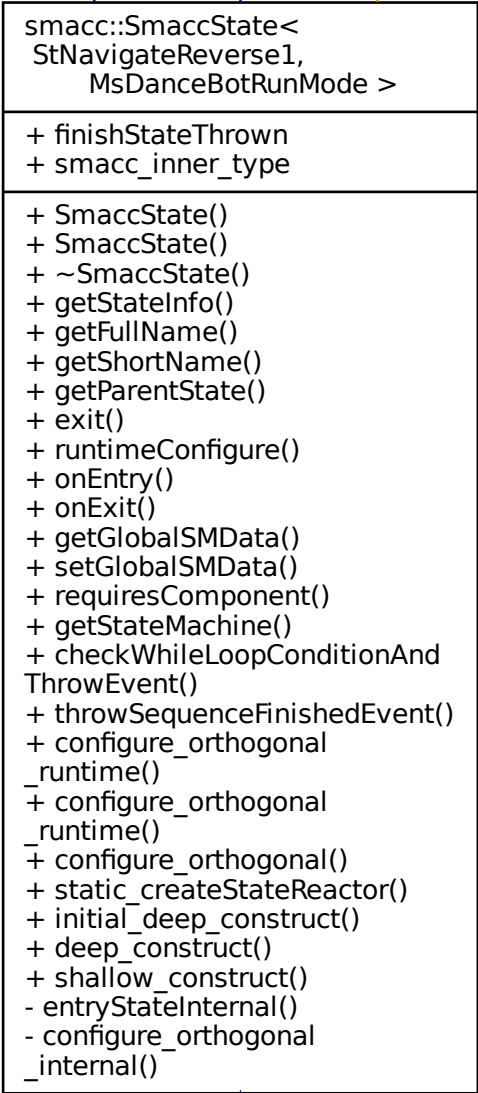 smacc::SmaccState<
StNavigateReverse1,
MsDanceBotRunMode >
+ finishStateThrown
+ smacc_inner_type
+ SmaccState()
+ SmaccState()
+ ~SmaccState()
+ getStateInfo()
+ getFullName()
+ getShortName()
+ getParentState()
+ exit()
+ runtimeConfigure()
+ onEntry()
+ onExit()
+ getGlobalSMData()
+ setGlobalSMData()
+ requiresComponent()
+ getStateMachine()
+ checkWhileLoopConditionAnd
ThrowEvent()
+ throwSequenceFinishedEvent()
+ configure_orthogonal
_runtime()
+ configure_orthogonal
_runtime()
+ configure_orthogonal()
+ static_createStateReactor()
+ initial_deep_construct()
+ deep_construct()
+ shallow_construct()
- entryStateInternal()
- configure_orthogonal
_internal()